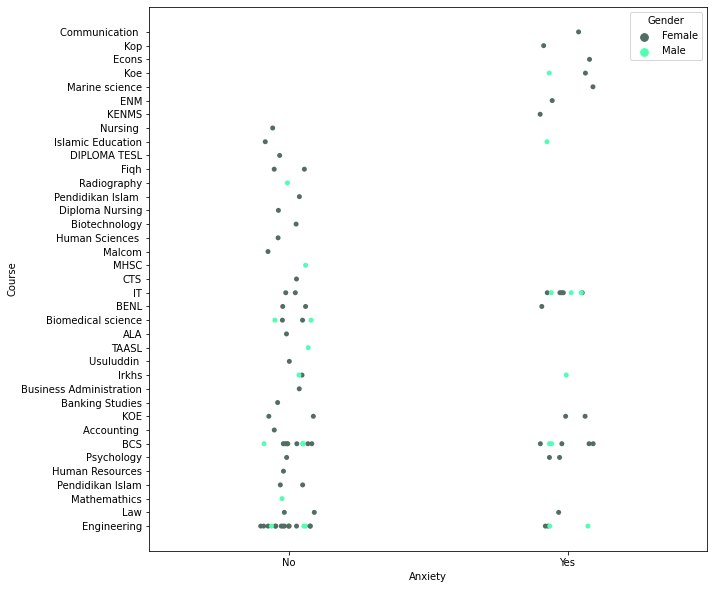 Gender
Female
Male
Communication
Kop
Econs
Koe
Marine science
ENM
KENMS
Nursing
Islamic Education
DIPLOMA TESL
Fiqh
Radiography
Pendidikan Islam
Diploma Nursing
Biotechnology
Human Sciences
Malcom
MHSC
CTS
IT
BENL
Biomedical science
ALA
TAASL
Usuluddin
Irkhs
Business Administration
Banking Studies
KOE
Accounting
BCS
Psychology
Human Resources
Pendidkan Islam
Mathemathics
Law
Engineering
Course
No
Yes
Anxiety